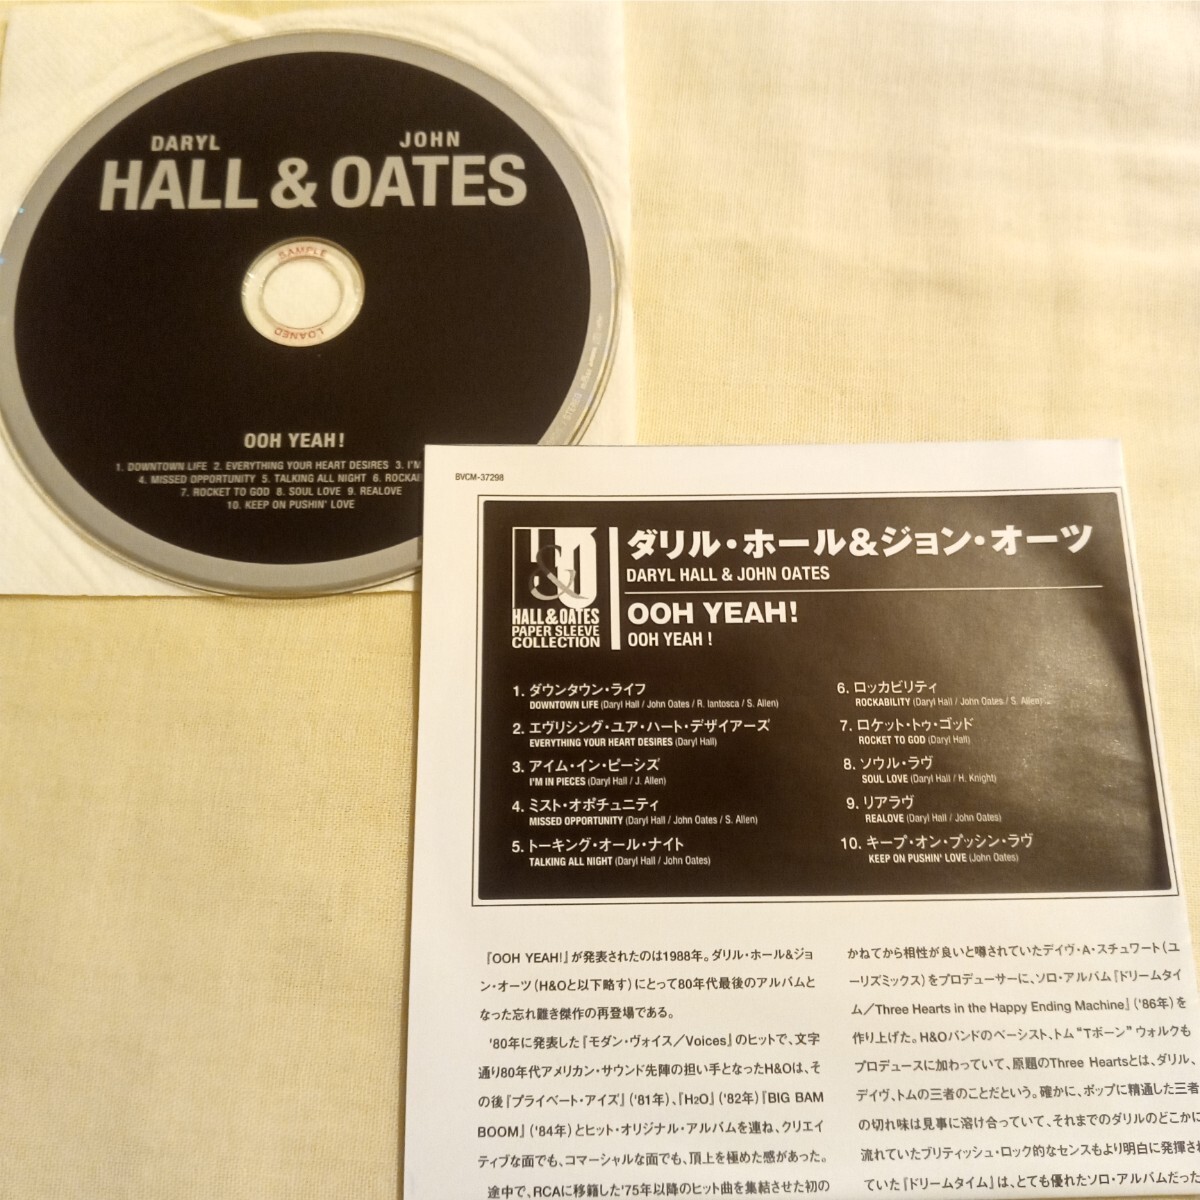 DARYL JOHN
HALL & OATES
SAMPLE
LOANED
OOH YEAH!
1. DOWNTOWN LIFE 2. EVERYTHING YOUR HEART DESIRES 3. I'M
4. MISSED OPPORTUNITY 5. TALKING ALL NIGHT 6.
7. ROCKET TO GOD 8. SOUL LOVE 9. REALOVE
10. KEEP ON PUSHIN' LOVE
BVCM-37298
H&O
HALL & OATES
PAPER SLEEVE
COLLECTION
ダリル・ホール&ジョン・オーツ
DARYL HALL & JOHN OATES
OOH YEAH!
OOH YEAH !
1. ダウンタウン・ライフ
DOWNTOWN LIFE (Daryl Hall / John Oates / R. Iantosca / S. Allen)
2. エヴリシング・ユア・ハート・デザイアーズ
EVERYTHING YOUR HEART DESIRES (Daryl Hall)
3. アイム・イン・ピーシズ
I'M IN PIECES (Daryl Hall / J. Allen)
4. ミスト・オポチュニティ
MISSED OPPORTUNITY (Daryl Hall / John Oates / S. Allen)
5. トーキング・オール・ナイト
TALKING ALL NIGHT (Daryl Hall / John Oates)
6. ロッカビリティ
ROCKABILITY (Daryl Hall / John Oates / S. Allen)
7. ロケット・トゥ・ゴッド
ROCKET TO GOD (Daryl Hall)
8. ソウル・ラヴ
SOUL LOVE (Daryl Hall / H. Knight)
9. リアラヴ
REALOVE (Daryl Hall / John Oates)
10. キープ・オン・プッシン・ラヴ
KEEP ON PUSHIN' LOVE (John Oates)
『OOH YEAH!』が発表されたのは1988年。ダリル・ホール&ジョ
ン・オーツ(H&Oと以下略す)にとって80年代最後のアルバムと
なった忘れ難き傑作の再登場である。
'80年に発表した『モダン・ヴォイス/Voices』のヒットで、文字
通り80年代アメリカン・サウンド先陣の担い手となったH&Oは、そ
の後『プライベート・アイズ』('81年)、『H2O』('82年)『BIG BAM
BOOM』('84年)とヒット・オリジナル・アルバムを連ね、クリエイ
ティブな面でも、コマーシャルな面でも、頂上を極めた感があった。
途中で、RCAに移籍した'75年以降のヒット曲を集結させた初の
かねてから相性が良いと噂されていたデイヴ・A・スチュワート(ユ
ーリズミックス)をプロデューサーに、ソロ・アルバム『ドリームタイ
ム/Three Hearts in the Happy Ending Machine』('86年)を
作り上げた。H&Oバンドのベーシスト、トム"Tボーン"ウォルクも
プロデュースに加わっていて、原題のThree Heartsとは、ダリル、
デイヴ、トムの三者のことだという。確かに、ポップに精通した三者
の切れ味は見事に溶け合っていて、それまでのダリルのどこかに
流れていたブリティッシュ・ロック的なセンスもより明白に発揮され
ていた『ドリームタイム』は、とても優れたソロ・アルバムだった